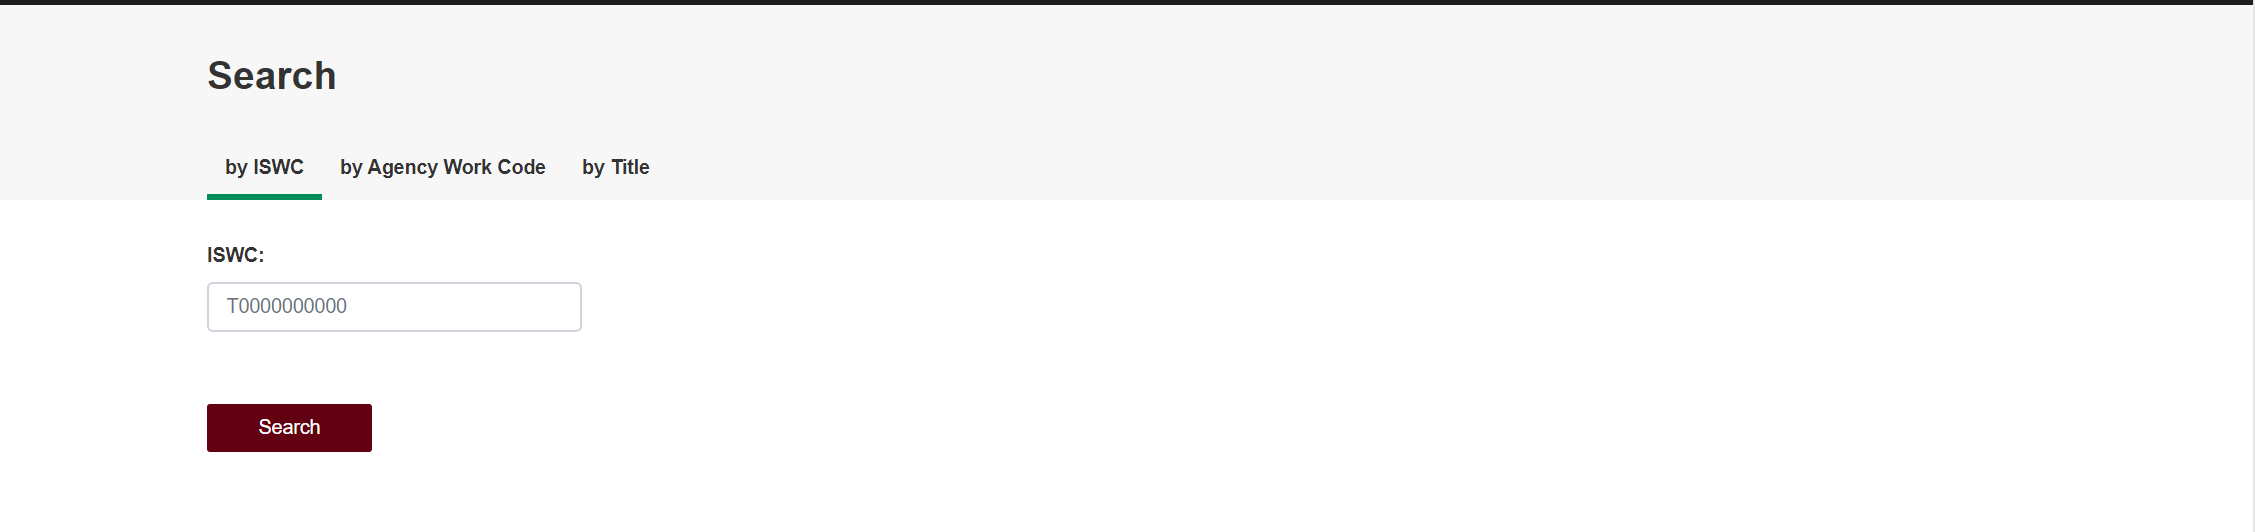 Search
by ISWC by Agency Work Code by Title
ISWC:
T0000000000
Search